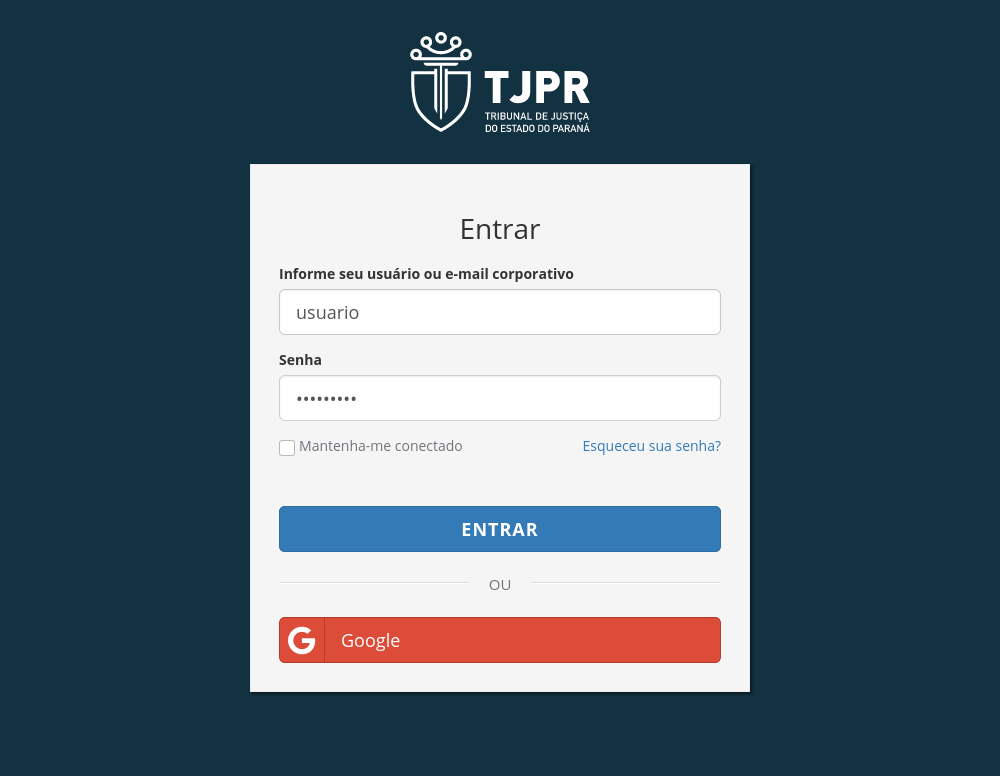 TJPR
TRIBUNAL DE JUSTIÇA
DO ESTADO DO PARANÁ
Entrar
Informe seu usuário ou e-mail corporativo
usuario
Senha
•••••••••
Mantenha-me conectado
Esqueceu sua senha?
ENTRAR
OU
G
Google